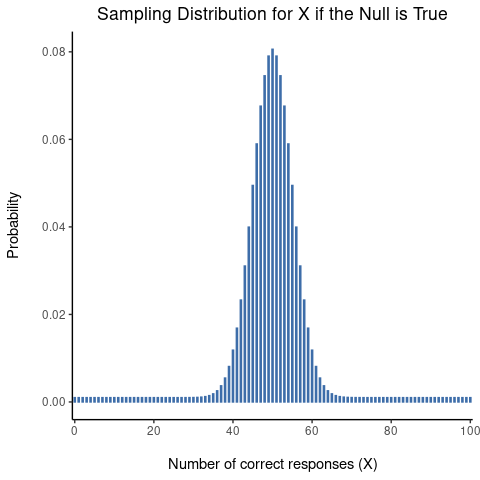 Sampling Distribution for X if the Null is True
0.08
0.06
0.04
0.02
0.00
Probability
0 20 40 60 80 100
Number of correct responses (X)